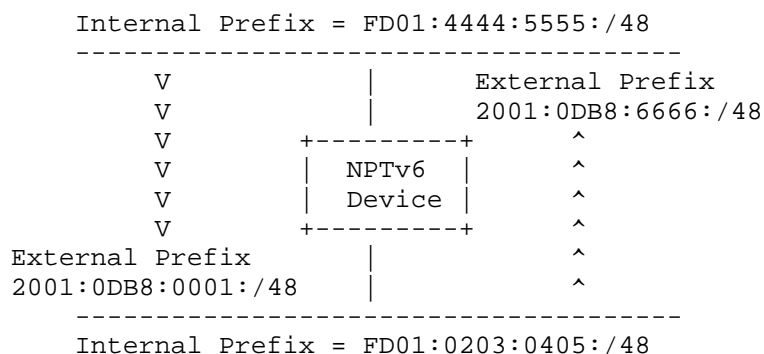 Internal Prefix = FD01:4444:5555:/48
--------------------------------------
V | External Prefix
V | 2001:0DB8:6666:/48
V +---------+ ^
V | NPTv6 | ^
V | Device | ^
V +---------+ ^
External Prefix | ^
2001:0DB8:0001:/48 | ^
--------------------------------------
Internal Prefix = FD01:0203:0405:/48